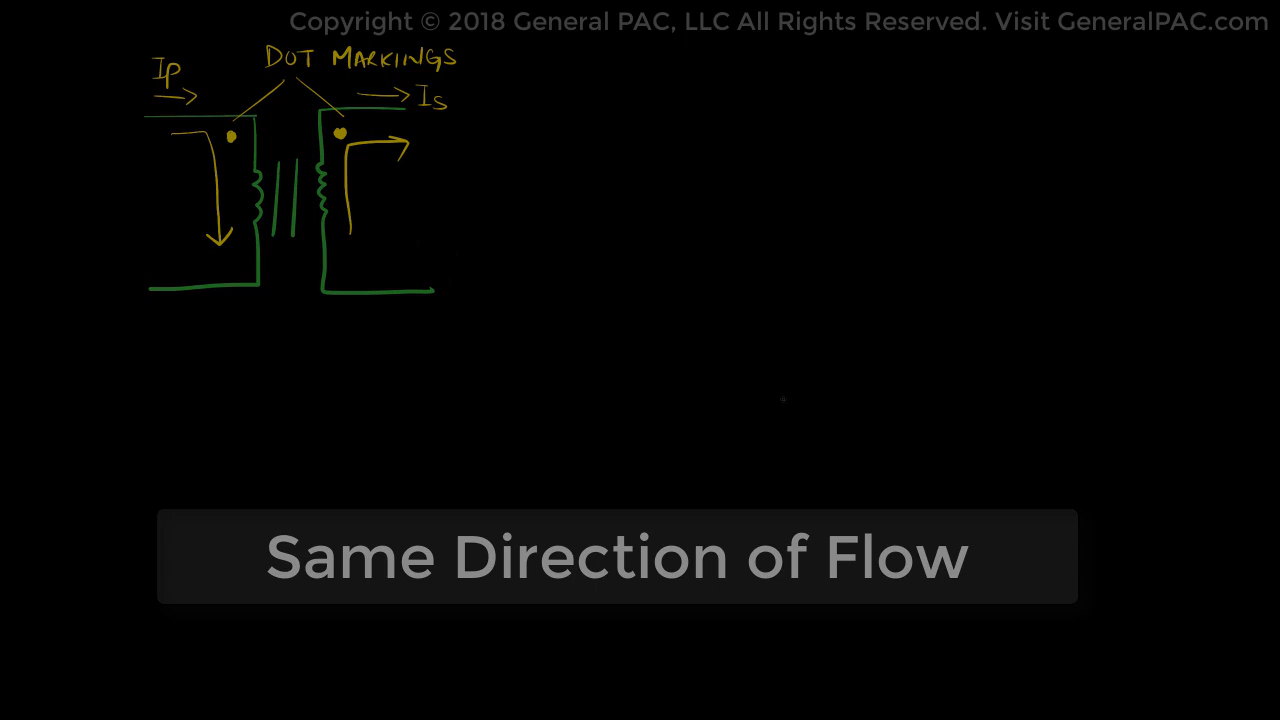 Copyright © 2018 General PAC, LLC All Rights Reserved. Visit GeneralPAC.com
DOT MARKINGS
Ip
Is
Same Direction of Flow